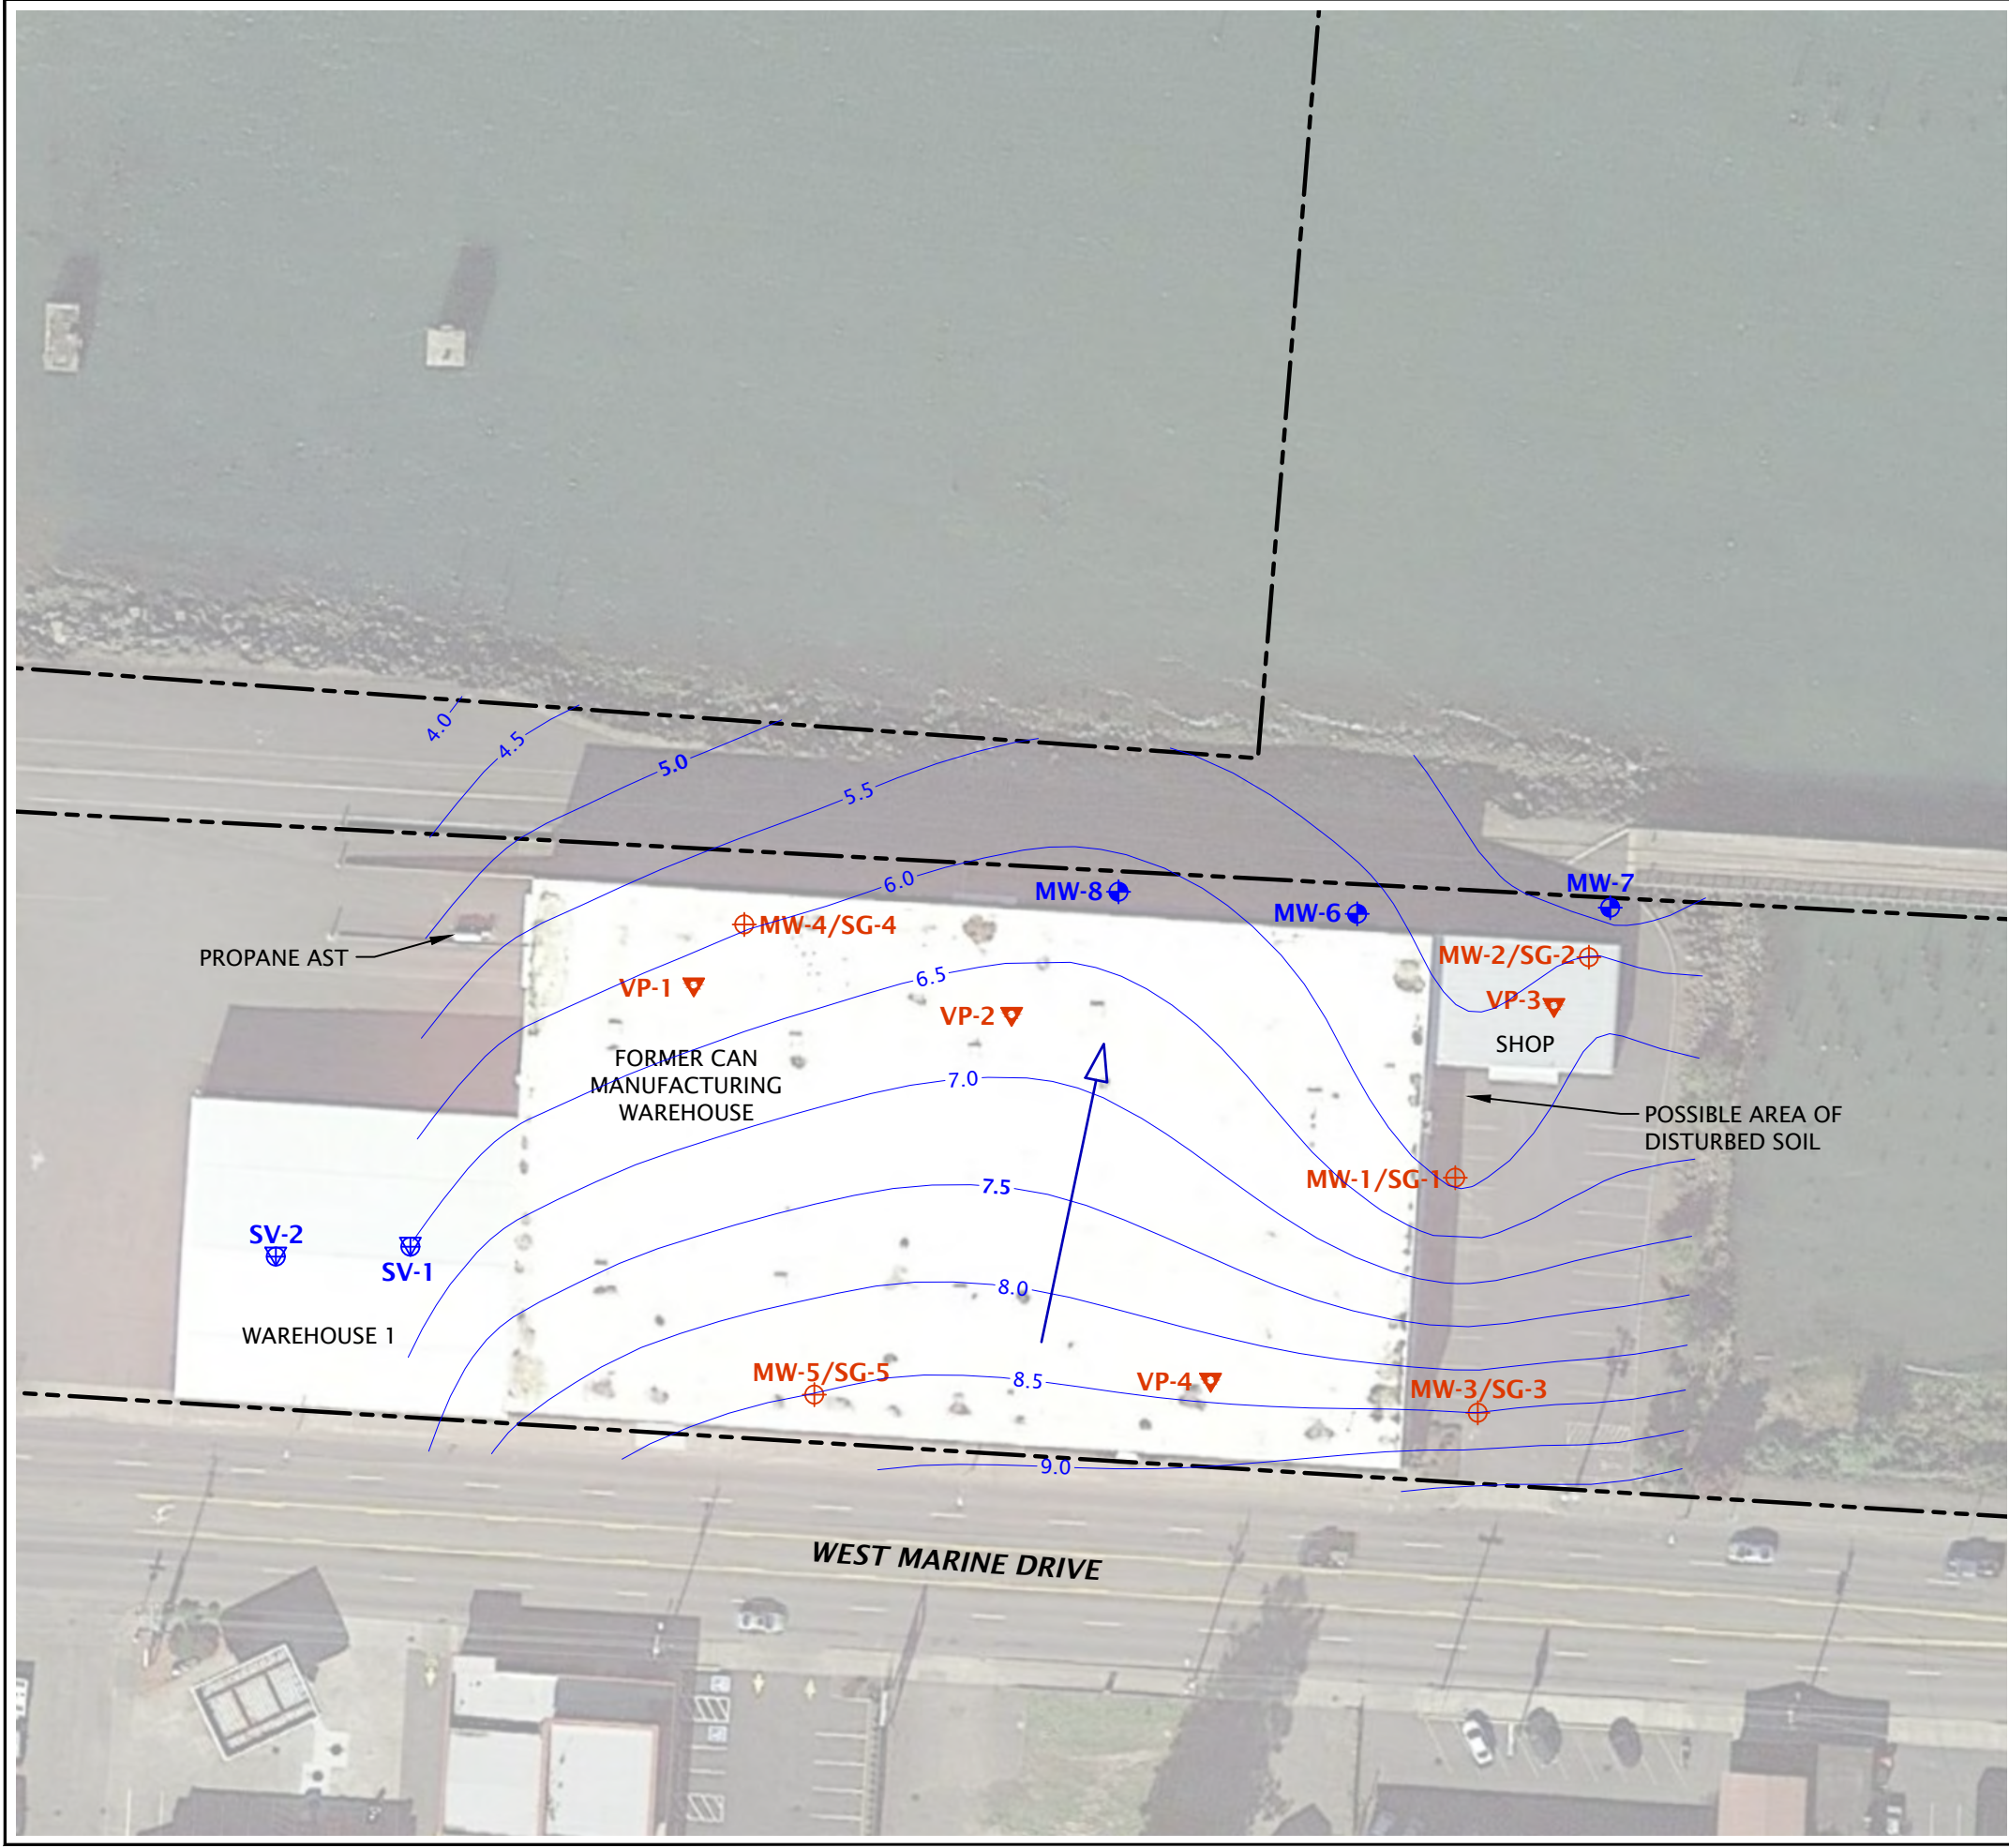 4.0
4.5
5.0
5.5
6.0
MW-8
MW-6
MW-7
MW-4/SG-4
MW-2/SG-2
PROPANE AST
6.5
VP-1
VP-2
VP-3
SHOP
FORMER CAN
MANUFACTURING
WAREHOUSE
7.0
POSSIBLE AREA OF
DISTURBED SOIL
MW-1/SG-1
7.5
SV-2
SV-1
8.0
WAREHOUSE 1
MW-5/SG-5
8.5
VP-4
MW-3/SG-3
9.0
WEST MARINE DRIVE